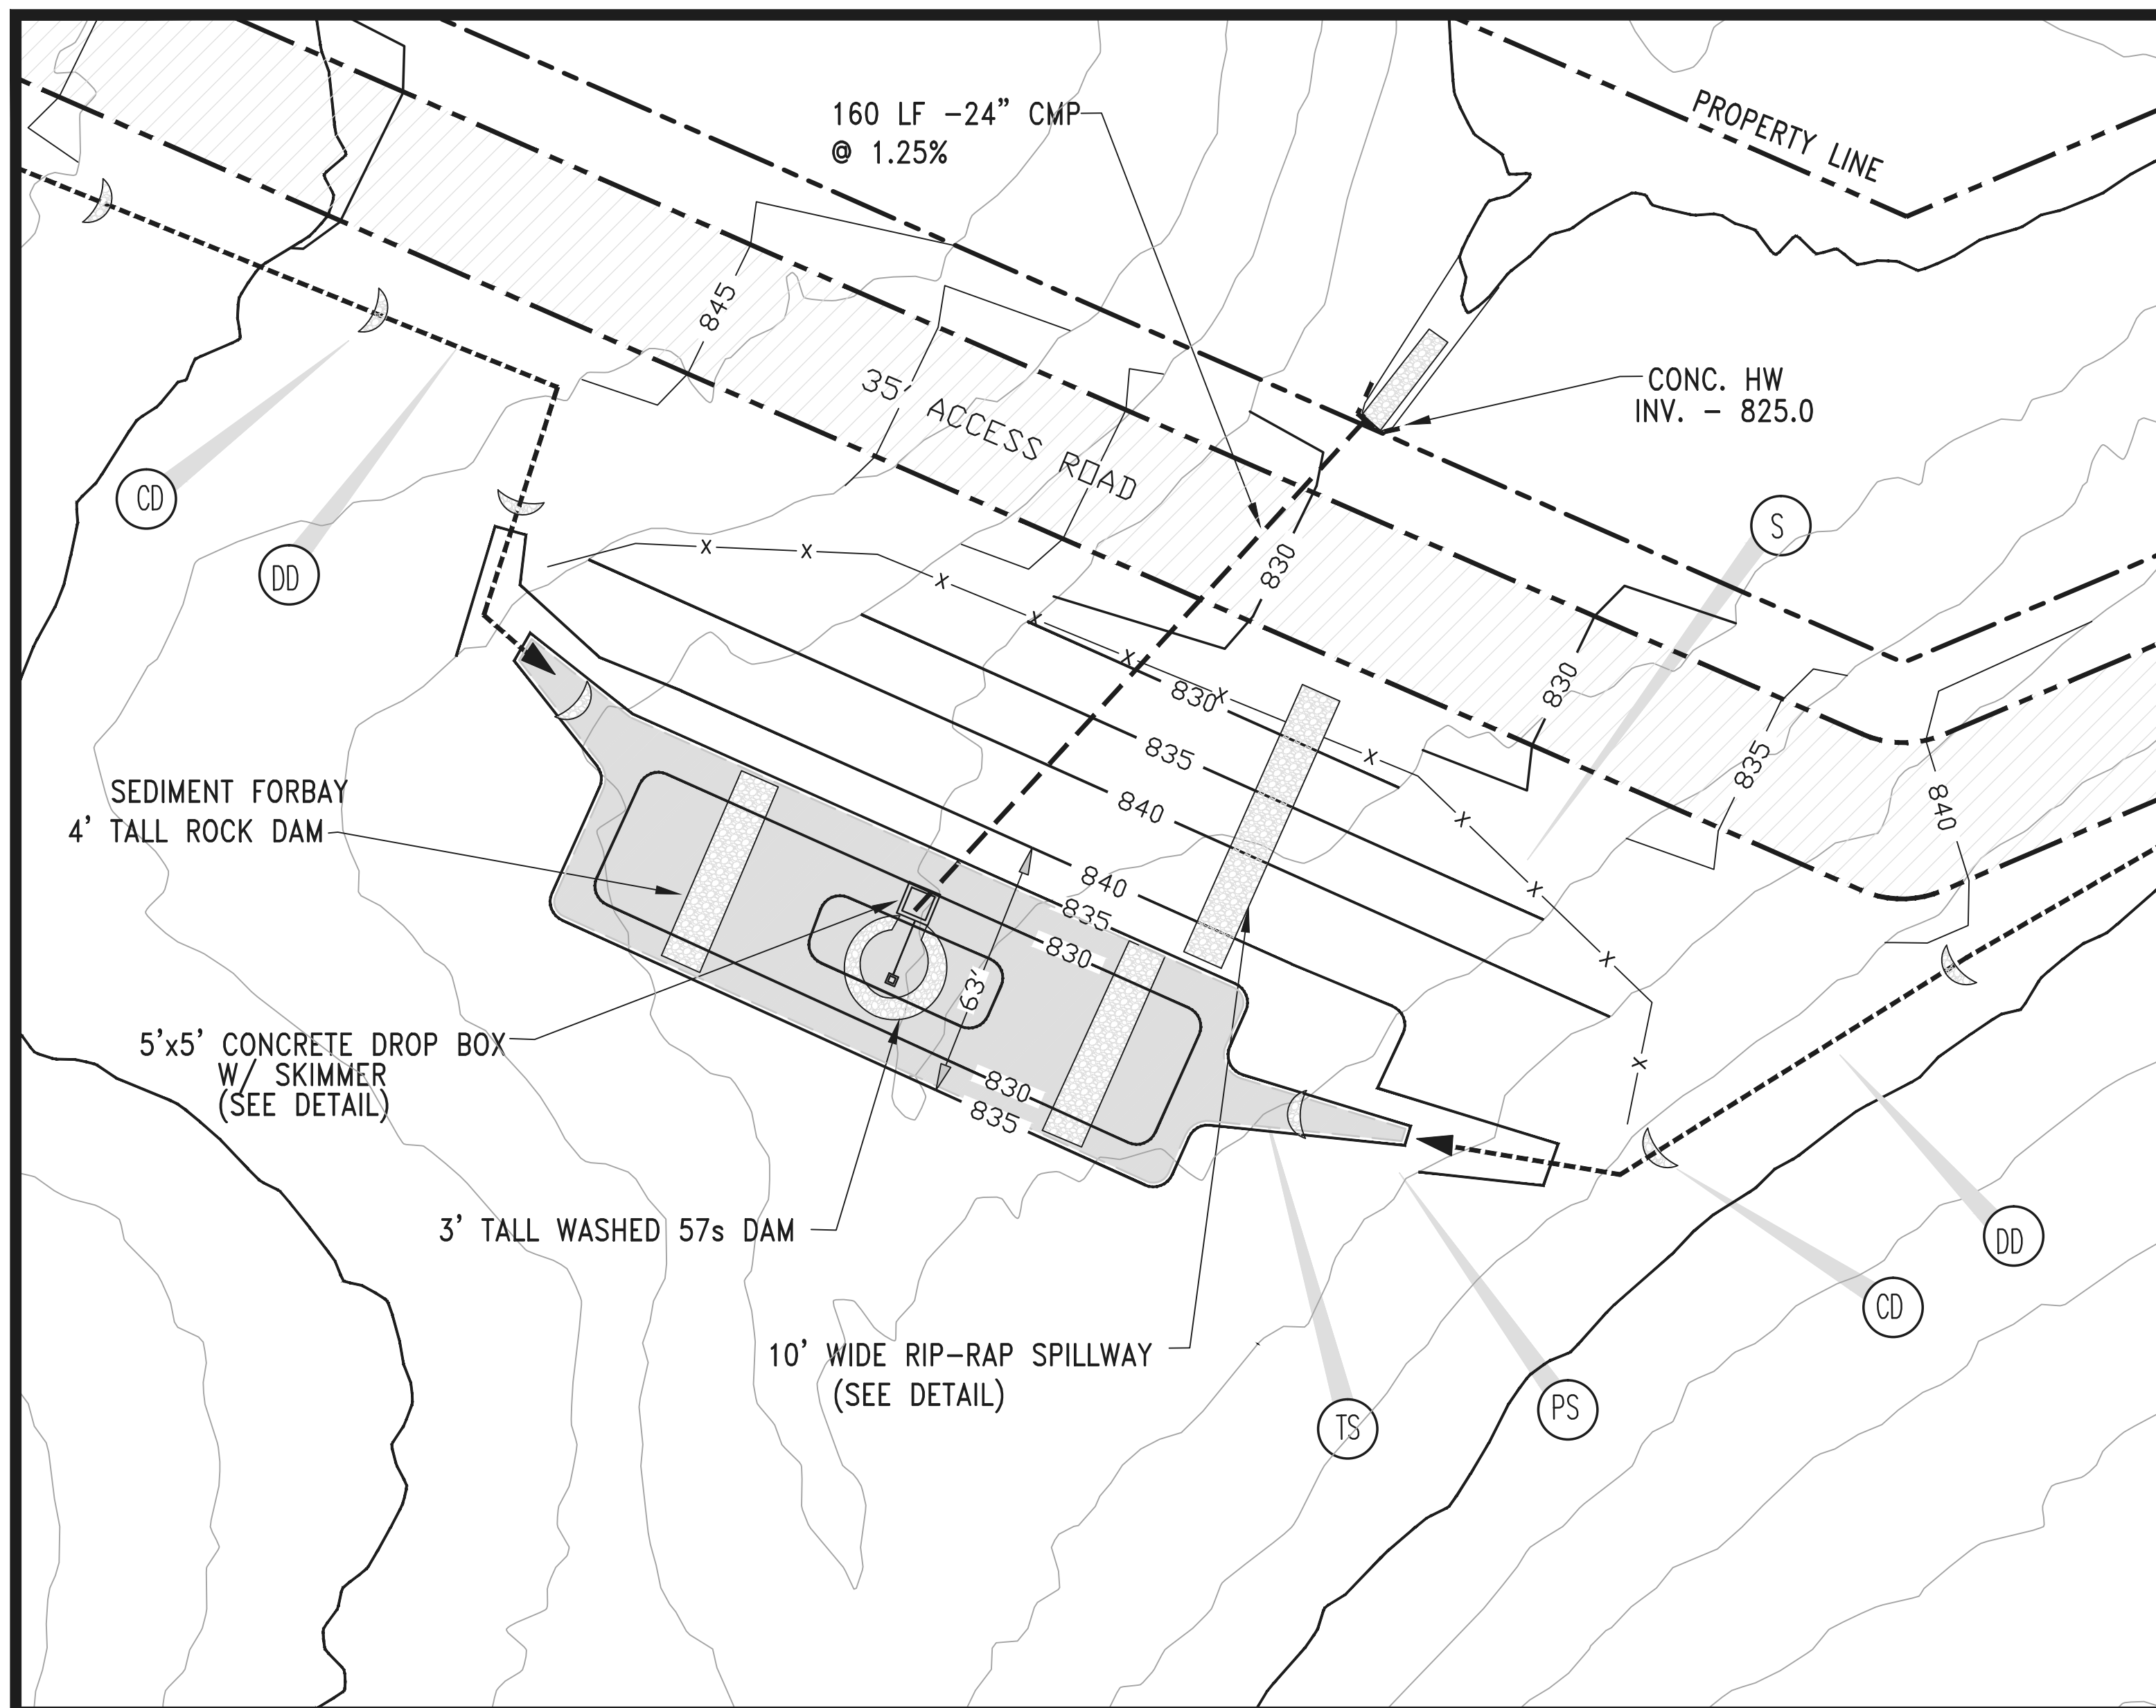 160 LF -24” CMP
@ 1.25%
PROPERTY LINE
845
35' ACCESS ROAD
CONC. HW
INV. - 825.0
CD
DD
S
830
830
830
835
835
840
840
SEDIMENT FORBAY
4' TALL ROCK DAM
840
835
830
63'
5'x5' CONCRETE DROP BOX
W/ SKIMMER
(SEE DETAIL)
830
835
3' TALL WASHED 57s DAM
10' WIDE RIP-RAP SPILLWAY
(SEE DETAIL)
DD
CD
PS
TS
x
x
x
x
x
x
x
x
x
x
x